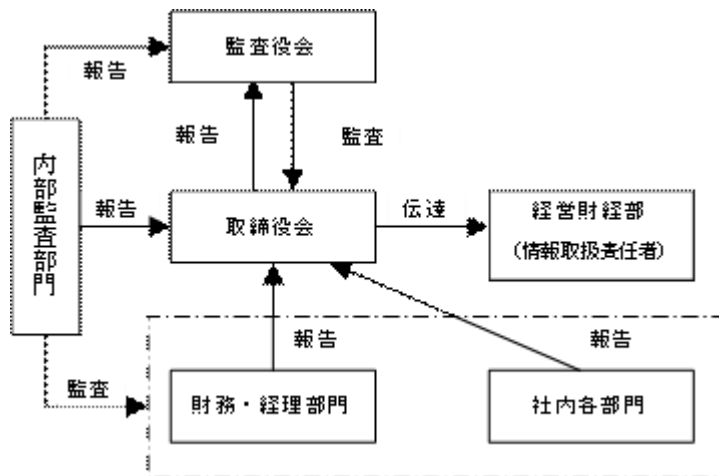 監査役会
報告
報告
監査
内部監査部門
報告
取締役会
伝達
経営財経部
(情報取扱責任者)
報告
報告
監査
財務・経理部門
社内各部門